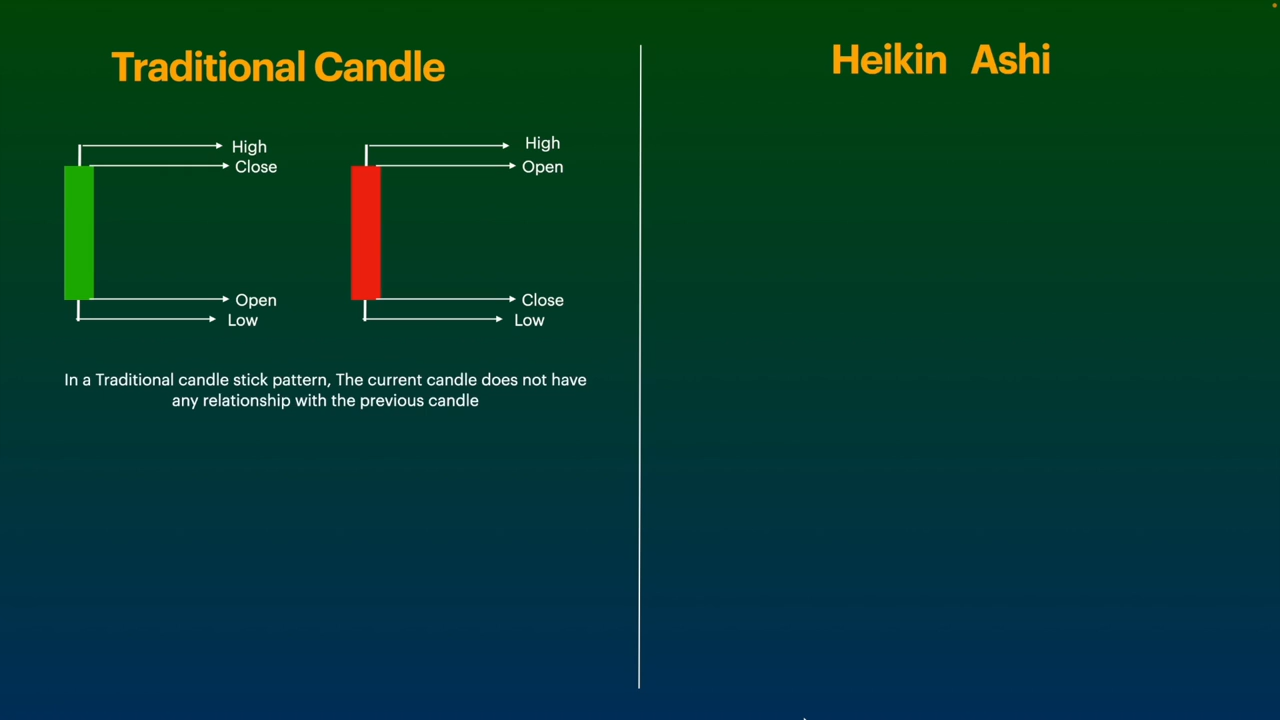 Traditional Candle
High
Close
Open
Low
High
Open
Close
Low
In a Traditional candle stick pattern, The current candle does not have
any relationship with the previous candle
Heikin Ashi